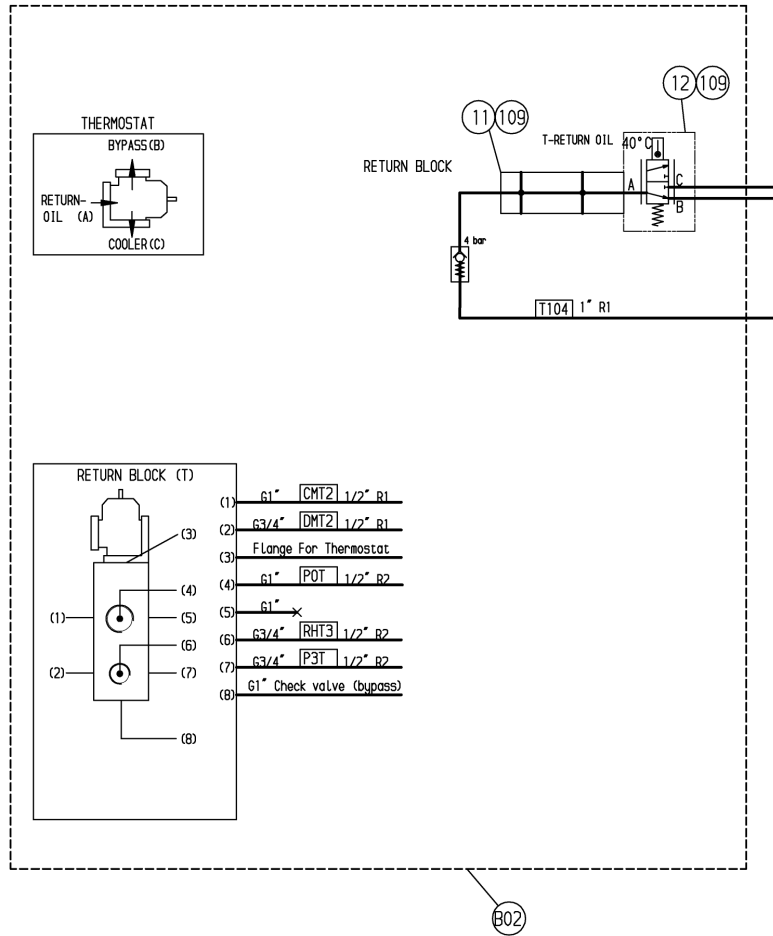 12 109
11 109
THERMOSTAT
BYPASS(B)
RETURN-
OIL (A)
COOLER(C)
T-RETURN OIL 40°C
RETURN BLOCK
A
C
B
4 bar
T104 1" R1
RETURN BLOCK (T)
(1) G1" CMT2 1/2" R1
(2) G3/4" DMT2 1/2" R1
(3)
(3) Flange For Thermostat
(4)
(4) G1" POT 1/2" R2
(1)
(5)
(5) G1"
(6)
(6) G3/4" RHT3 1/2" R2
(2)
(7)
(7) G3/4" P3T 1/2" R2
(8) G1" Check valve (bypass)
(8)
B02